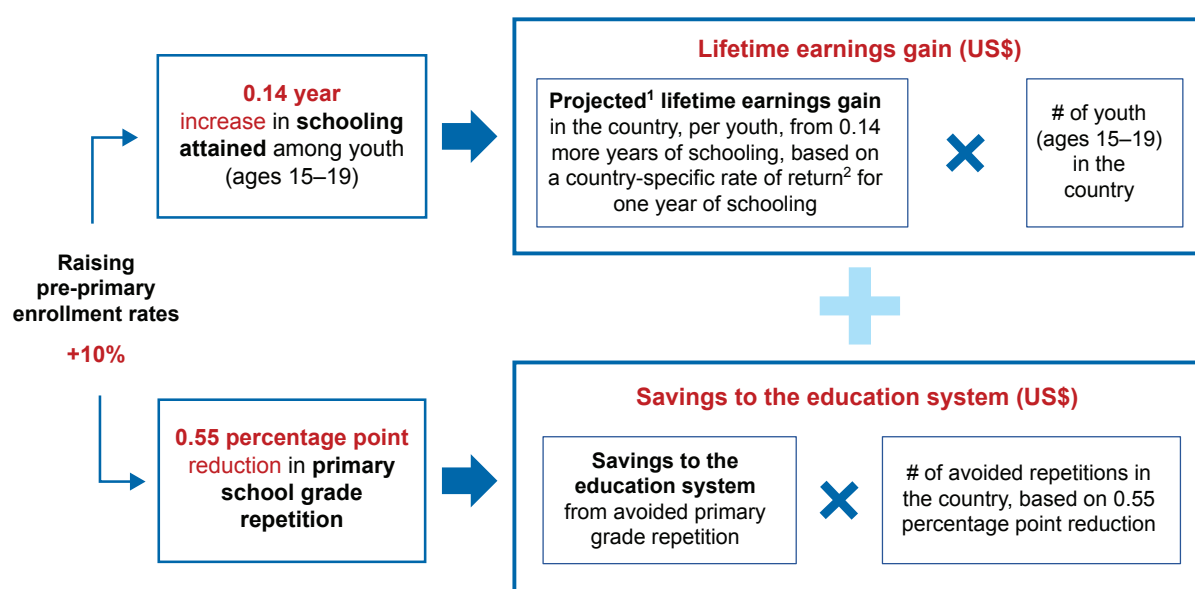 Raising
pre-primary
enrollment rates
+10%
0.14 year
increase in schooling
attained among youth
(ages 15–19)
Lifetime earnings gain (US$)
Projected¹ lifetime earnings gain
in the country, per youth, from 0.14
more years of schooling, based on
a country-specific rate of return² for
one year of schooling
×
# of youth
(ages 15–19)
in the
country
+
0.55 percentage point
reduction in primary
school grade
repetition
Savings to the education system (US$)
Savings to the
education system
from avoided primary
grade repetition
×
# of avoided repetitions in
the country, based on 0.55
percentage point reduction